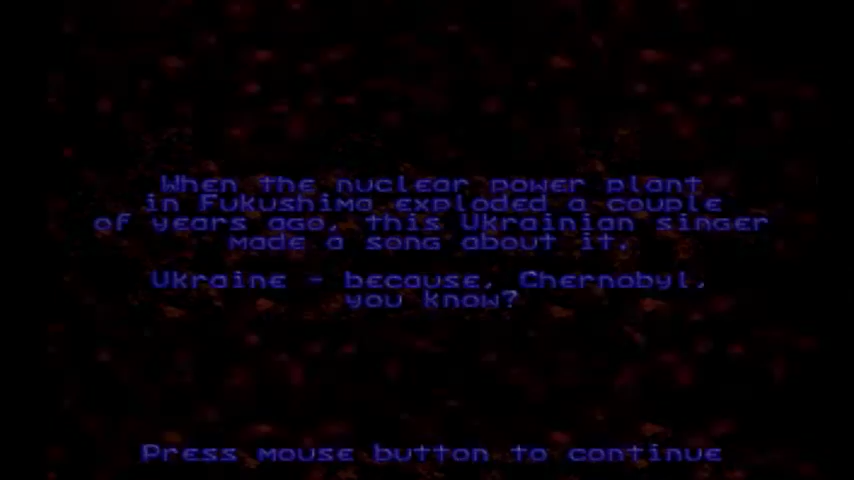 When the nuclear power plant
in Fukushima exploded a couple
of years ago, this Ukrainian singer
made a song about it.
Ukraine - because, Chernobyl,
you know?
Press mouse button to continue